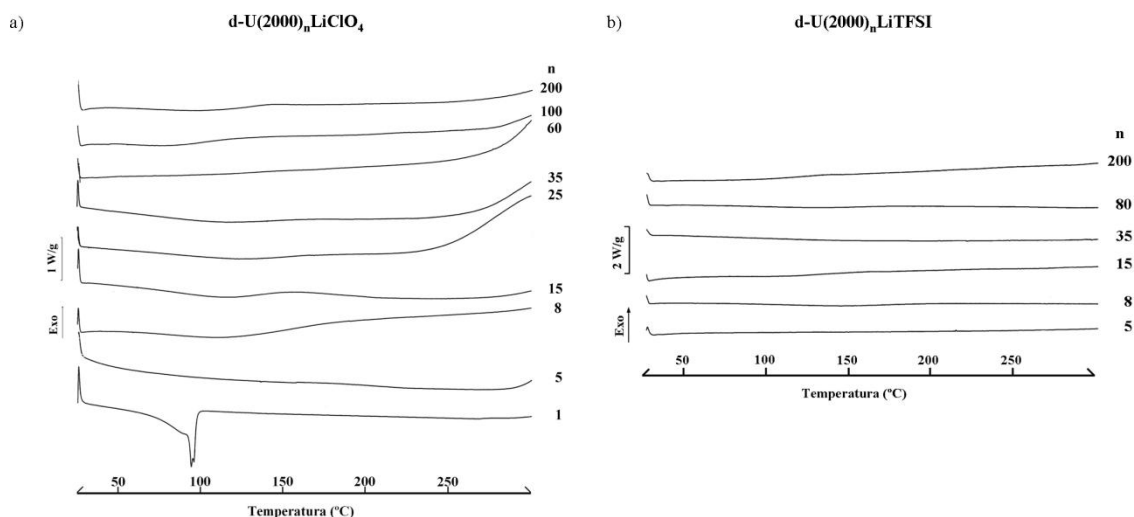 a)
d-U(2000)nLiClO4
n
200
100
60
35
25
15
8
5
1
1 W/g
Exo
50 100 150 200 250
Temperatura (ºC)
b)
d-U(2000)nLiTFSI
n
200
80
35
15
8
5
2 W/g
Exo
50 100 150 200 250
Temperatura (ºC)